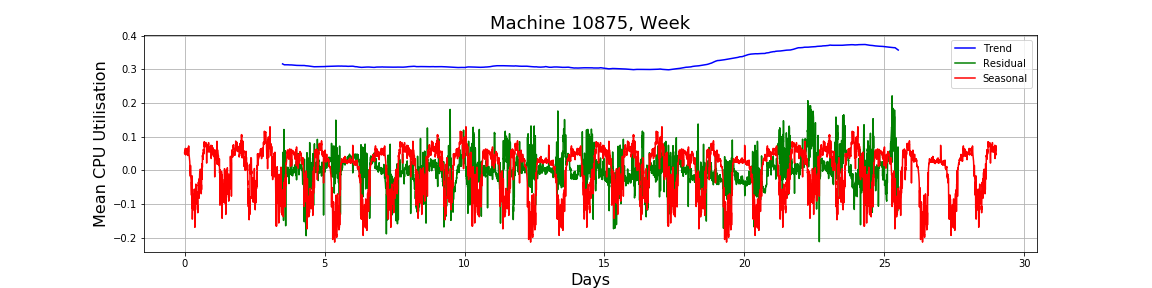 Machine 10875, Week
Mean CPU Utilisation
0.4
0.3
0.2
0.1
0.0
−0.1
−0.2
Trend
Residual
Seasonal
0 5 10 15 20 25 30
Days